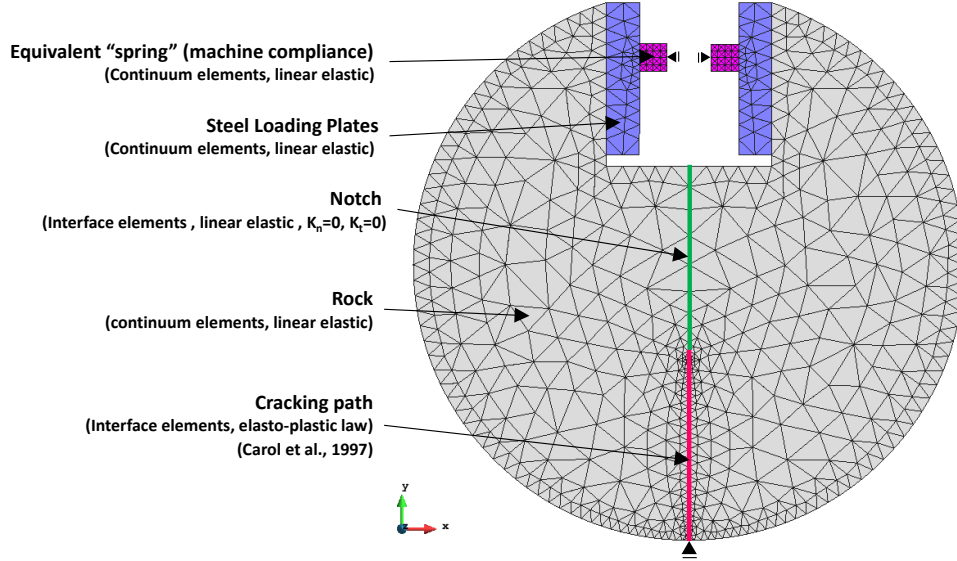 Equivalent “spring” (machine compliance)
(Continuum elements, linear elastic)
Steel Loading Plates
(Continuum elements, linear elastic)
Notch
(Interface elements , linear elastic , Kn=0, Kt=0)
Rock
(continuum elements, linear elastic)
Cracking path
(Interface elements, elasto-plastic law)
(Carol et al., 1997)
y
z
x